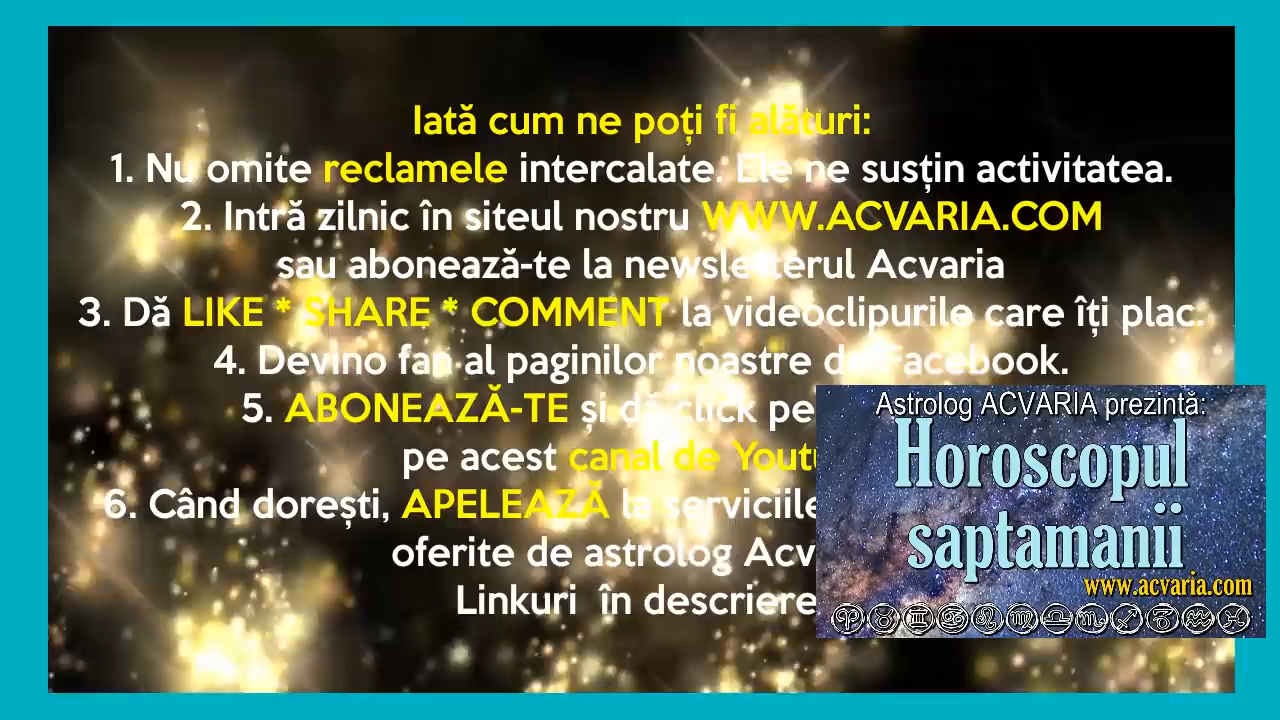 Iată cum ne poți fi alături:
1. Nu omite reclamele intercalate. Ele ne susțin activitatea.
2. Intră zilnic în siteul nostru WWW.ACVARIA.COM
sau abonează-te la newsletterul Acvaria
3. Dă LIKE * SHARE * COMMENT la videoclipurile care îți plac.
4. Devino fan al paginilor noastre de Facebook.
5. ABONEAZĂ-TE și dă click pe
pe acest canal de
6. Când dorești, APELEAZĂ la serviciile
oferite de astrolog
Linkuri în descriere
Astrolog ACVARIA prezintă:
Horoscopul
saptamanii
www.acvaria.com